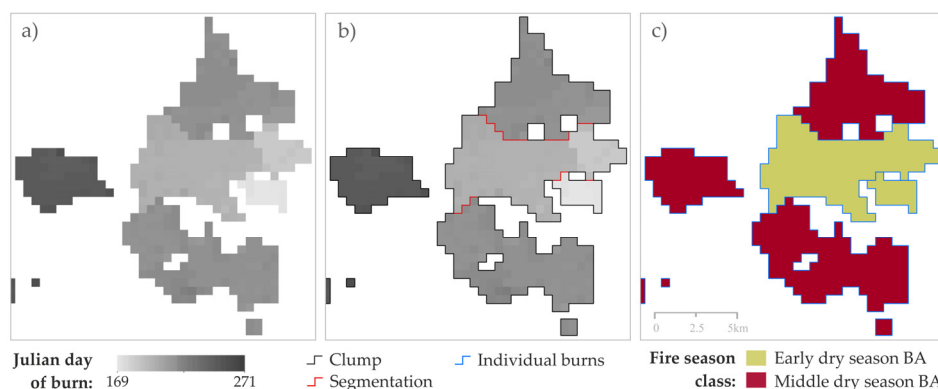 a)
b)
c)
0 2.5 5km
Julian day of burn:
169 271
Clump
Segmentation
Individual burns
Fire season class:
Early dry season BA
Middle dry season BA